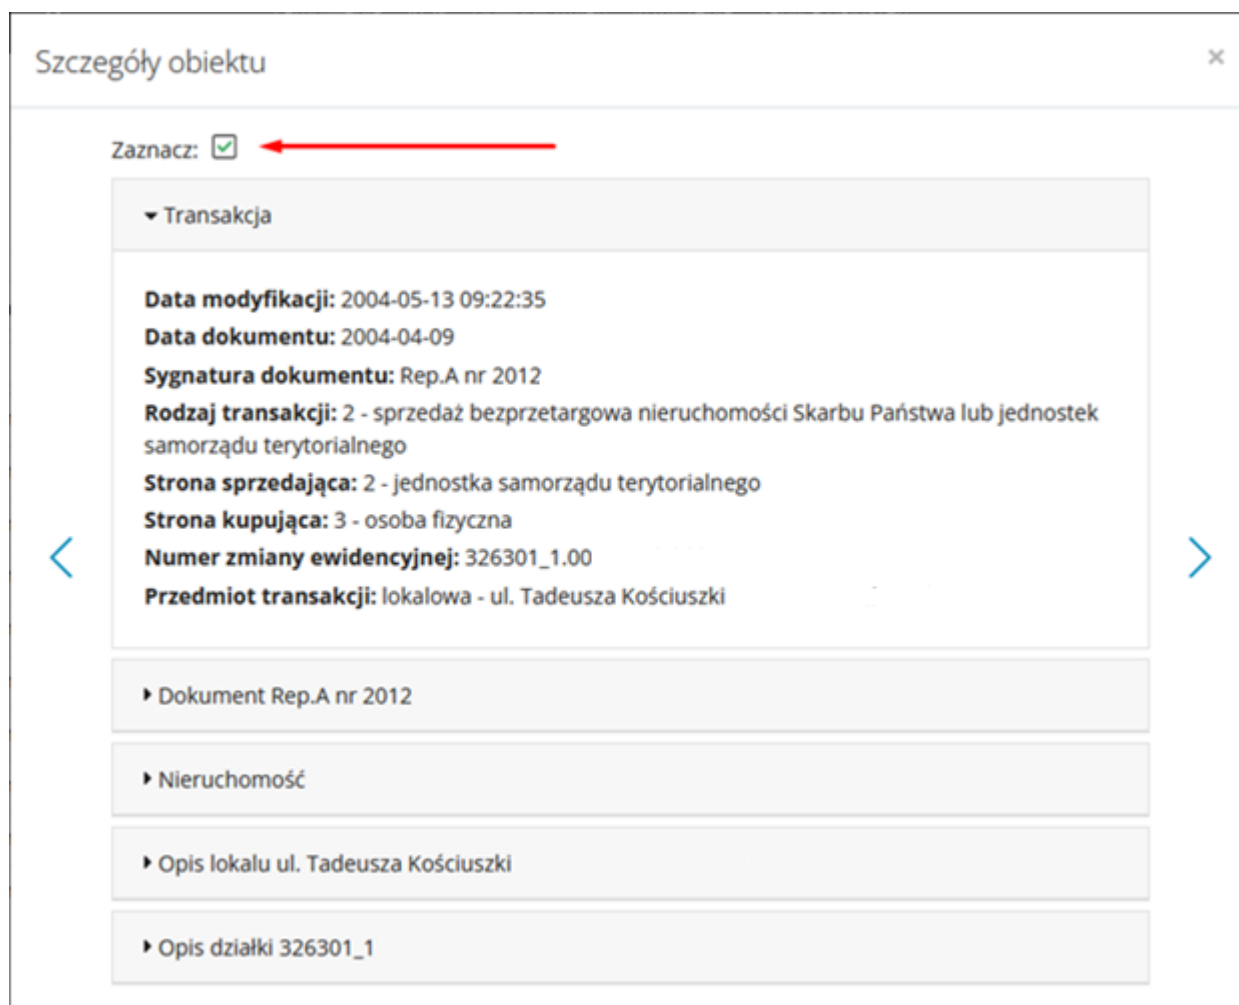 Szczegóły obiektu
Zaznacz:
Transakcja
Data modyfikacji: 2004-05-13 09:22:35
Data dokumentu: 2004-04-09
Sygnatura dokumentu: Rep.A nr 2012
Rodzaj transakcji: 2 - sprzedaż bezprzetargowa nieruchomości Skarbu Państwa lub jednostek
samorządu terytorialnego
Strona sprzedająca: 2 - jednostka samorządu terytorialnego
Strona kupująca: 3 - osoba fizyczna
Numer zmiany ewidencyjnej: 326301_1.00
Przedmiot transakcji: lokalowa - ul. Tadeusza Kościuszki
Dokument Rep.A nr 2012
Nieruchomość
Opis lokalu ul. Tadeusza Kościuszki
Opis działki 326301_1